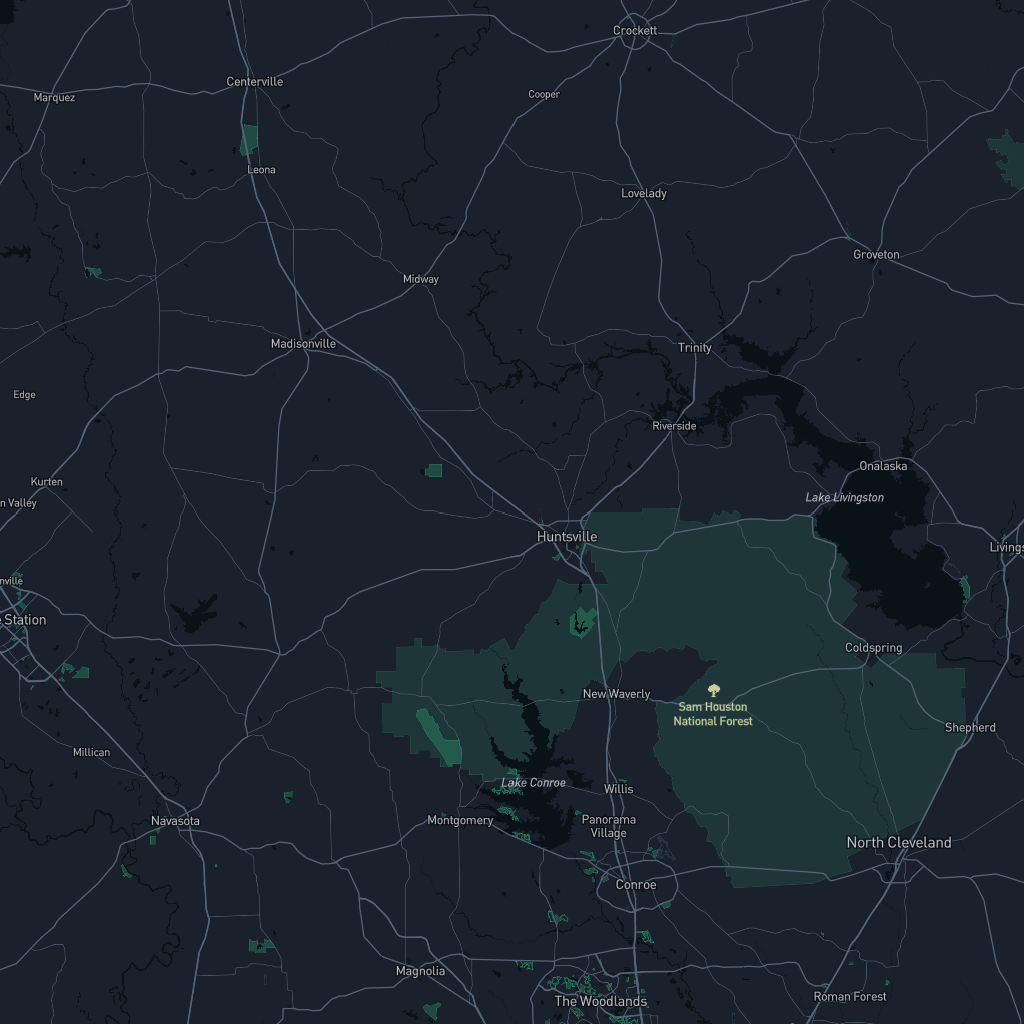 Crockett
Centerville
Cooper
Marquez
Leona
Lovelady
Groveton
Midway
Madisonville
Trinity
Edge
Riverside
Onalaska
Kurten
Lake Livingston
n Valley
Huntsville
Livings
nville
e Station
Coldspring
New Waverly
Sam Houston
National Forest
Shepherd
Millican
Lake Conroe
Willis
Navasota
Montgomery
Panorama
Village
North Cleveland
Conroe
Magnolia
Roman Forest
The Woodlands